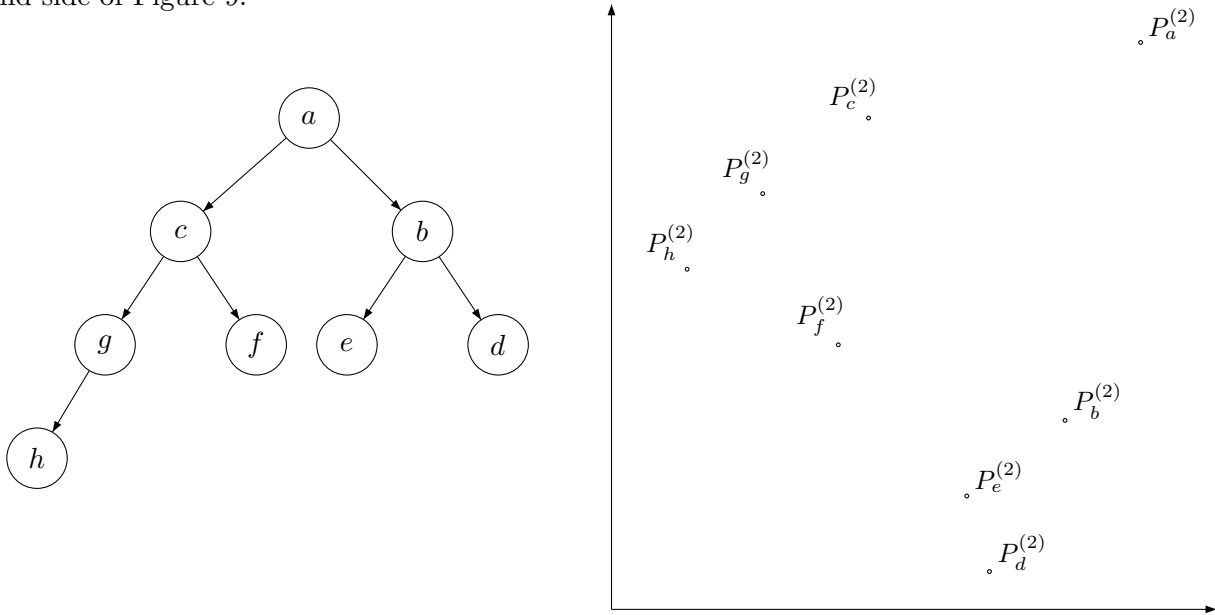 nd side of Figure 9.
a
c
b
g
f
e
d
h
P_a^{(2)}
P_c^{(2)}
P_g^{(2)}
P_h^{(2)}
P_f^{(2)}
P_b^{(2)}
P_e^{(2)}
P_d^{(2)}